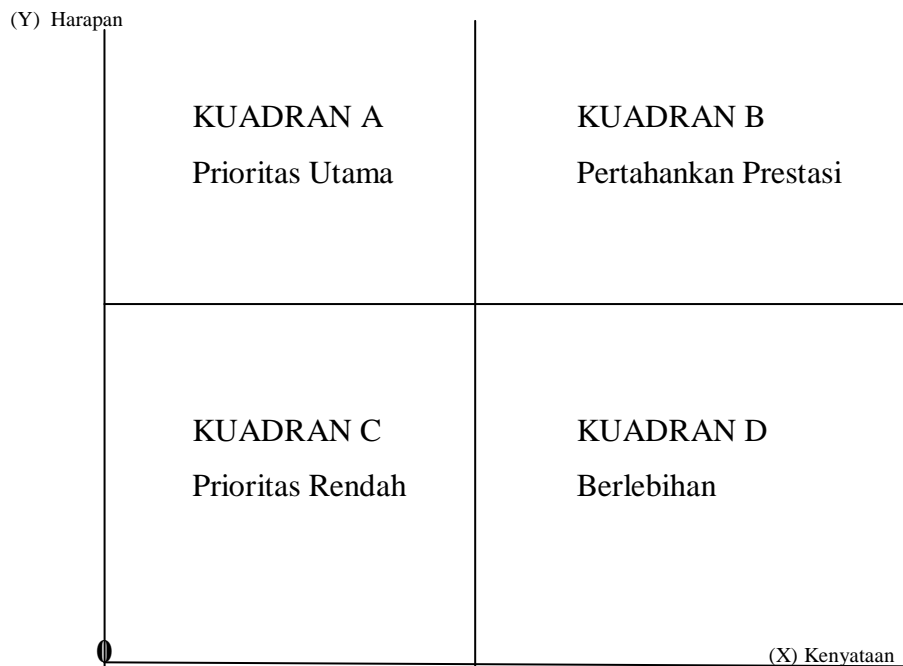 (Y) Harapan
KUADRAN A
Prioritas Utama
KUADRAN B
Pertahankan Prestasi
KUADRAN C
Prioritas Rendah
KUADRAN D
Berlebihan
0
(X) Kenyataan